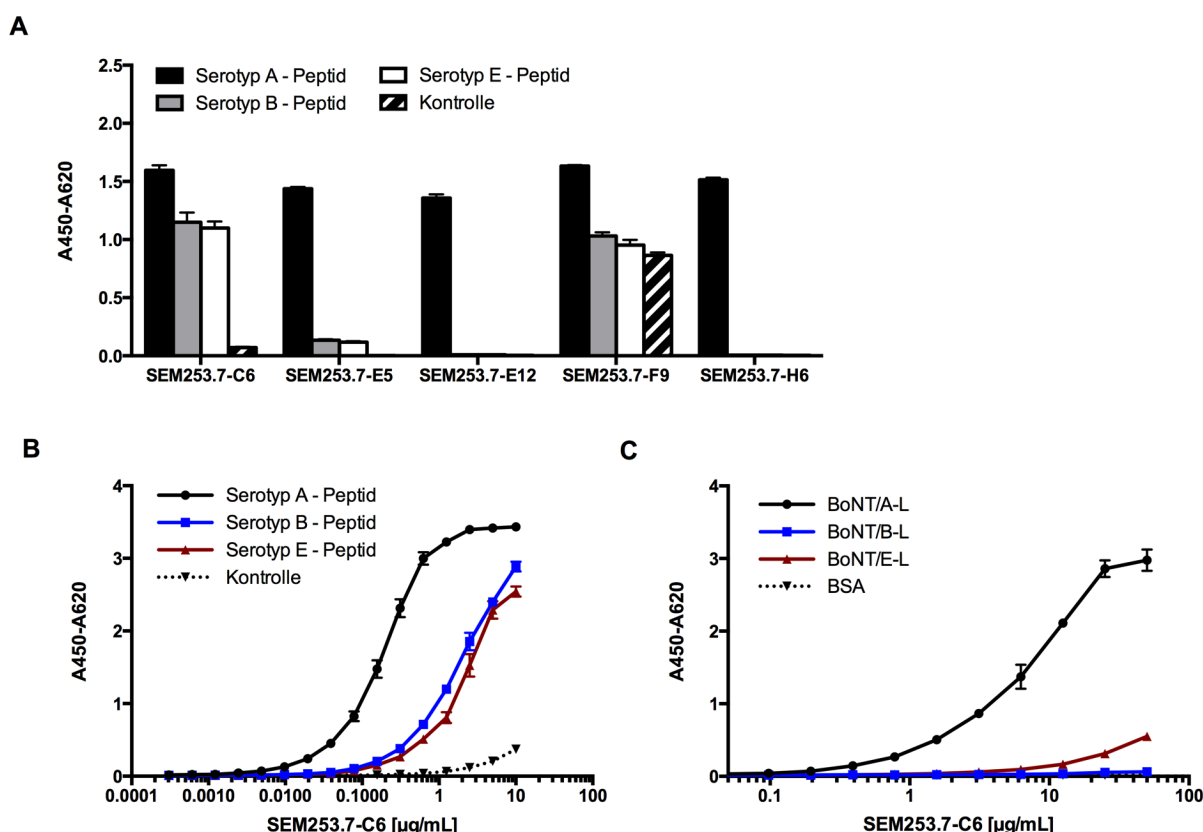 A
2.5
2.0
1.5
1.0
0.5
0.0
A450-A620
Serotyp A - Peptid
Serotyp B - Peptid
Serotyp E - Peptid
Kontrolle
SEM253.7-C6
SEM253.7-E5
SEM253.7-E12
SEM253.7-F9
SEM253.7-H6
B
4
3
2
1
0
A450-A620
Serotyp A - Peptid
Serotyp B - Peptid
Serotyp E - Peptid
Kontrolle
0.0001 0.0010 0.0100 0.1000 1 10 100
SEM253.7-C6 [µg/mL]
C
4
3
2
1
0
A450-A620
BoNT/A-L
BoNT/B-L
BoNT/E-L
BSA
0.1 1 10 100
SEM253.7-C6 [µg/mL]